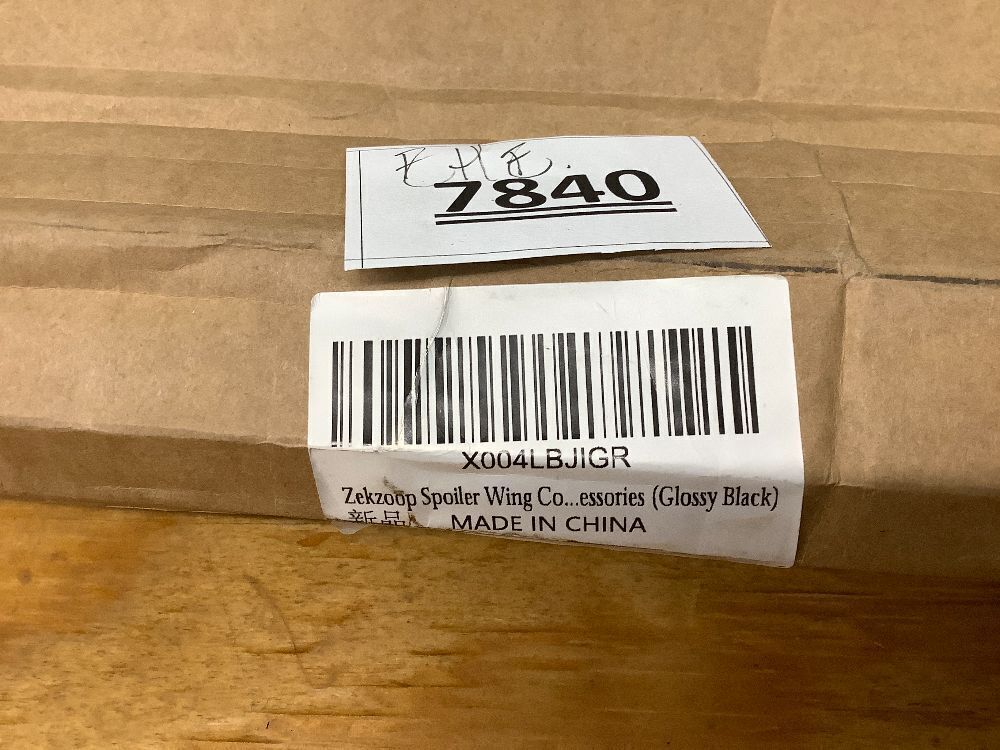 7840
X004LBJIGR
Zekzoop Spoiler Wing Co...essories (Glossy Black)
新品 MADE IN CHINA